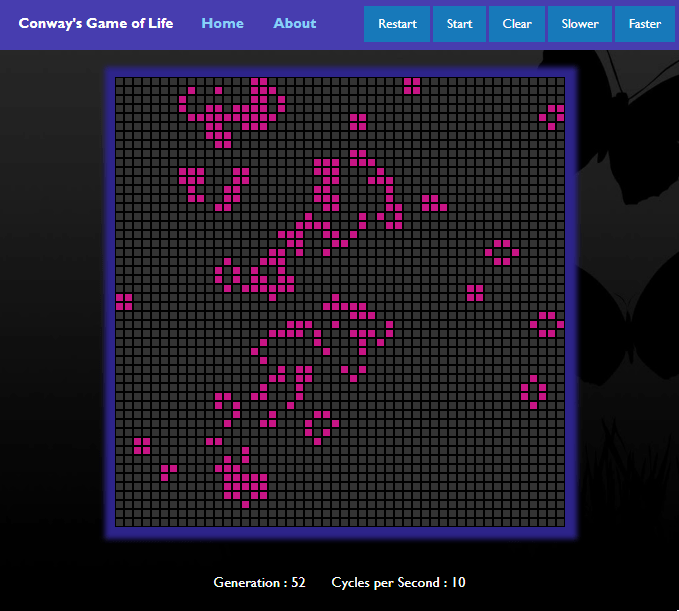 Conway's Game of Life Home About Restart Start Clear Slower Faster
Generation : 52 Cycles per Second : 10